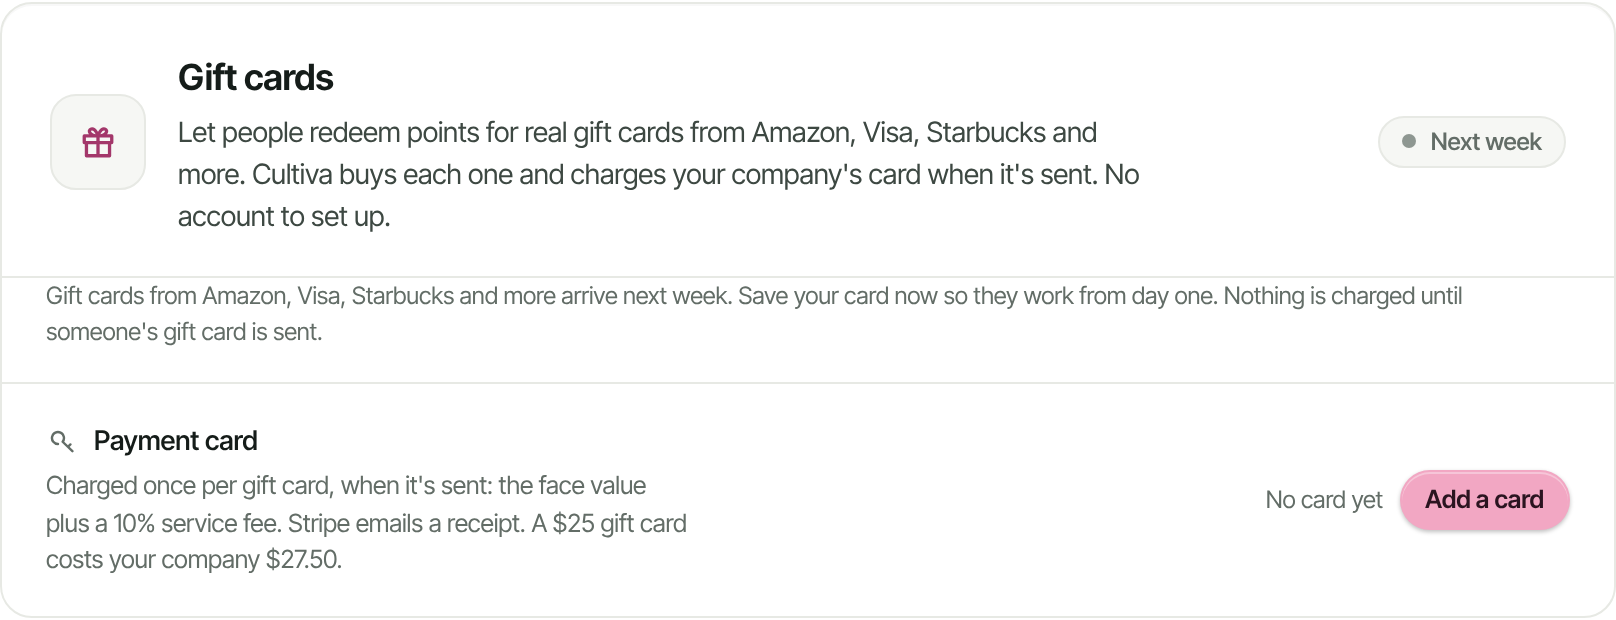 Gift cards
Let people redeem points for real gift cards from Amazon, Visa, Starbucks and
more. Cultiva buys each one and charges your company's card when it's sent. No
account to set up.
Next week
Gift cards from Amazon, Visa, Starbucks and more arrive next week. Save your card now so they work from day one. Nothing is charged until
someone's gift card is sent.
Payment card
Charged once per gift card, when it's sent: the face value
plus a 10% service fee. Stripe emails a receipt. A $25 gift card
costs your company $27.50.
No card yet
Add a card